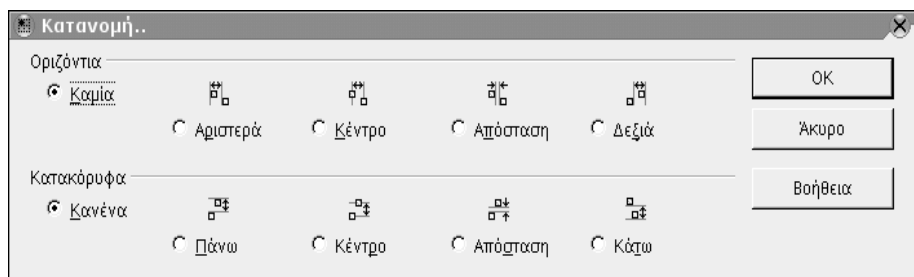 Κατανομή..
Οριζόντια
Καμία
Αριστερά
Κέντρο
Απόσταση
Δεξιά
Κατακόρυφα
Κανένα
Πάνω
Κέντρο
Απόσταση
Κάτω
OK
Άκυρο
Βοήθεια